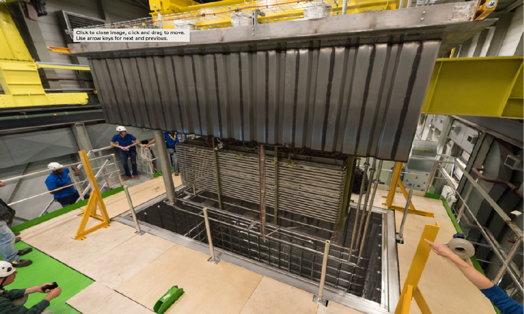 Click to close image, click and drag to move.
Use arrow keys for next and previous.